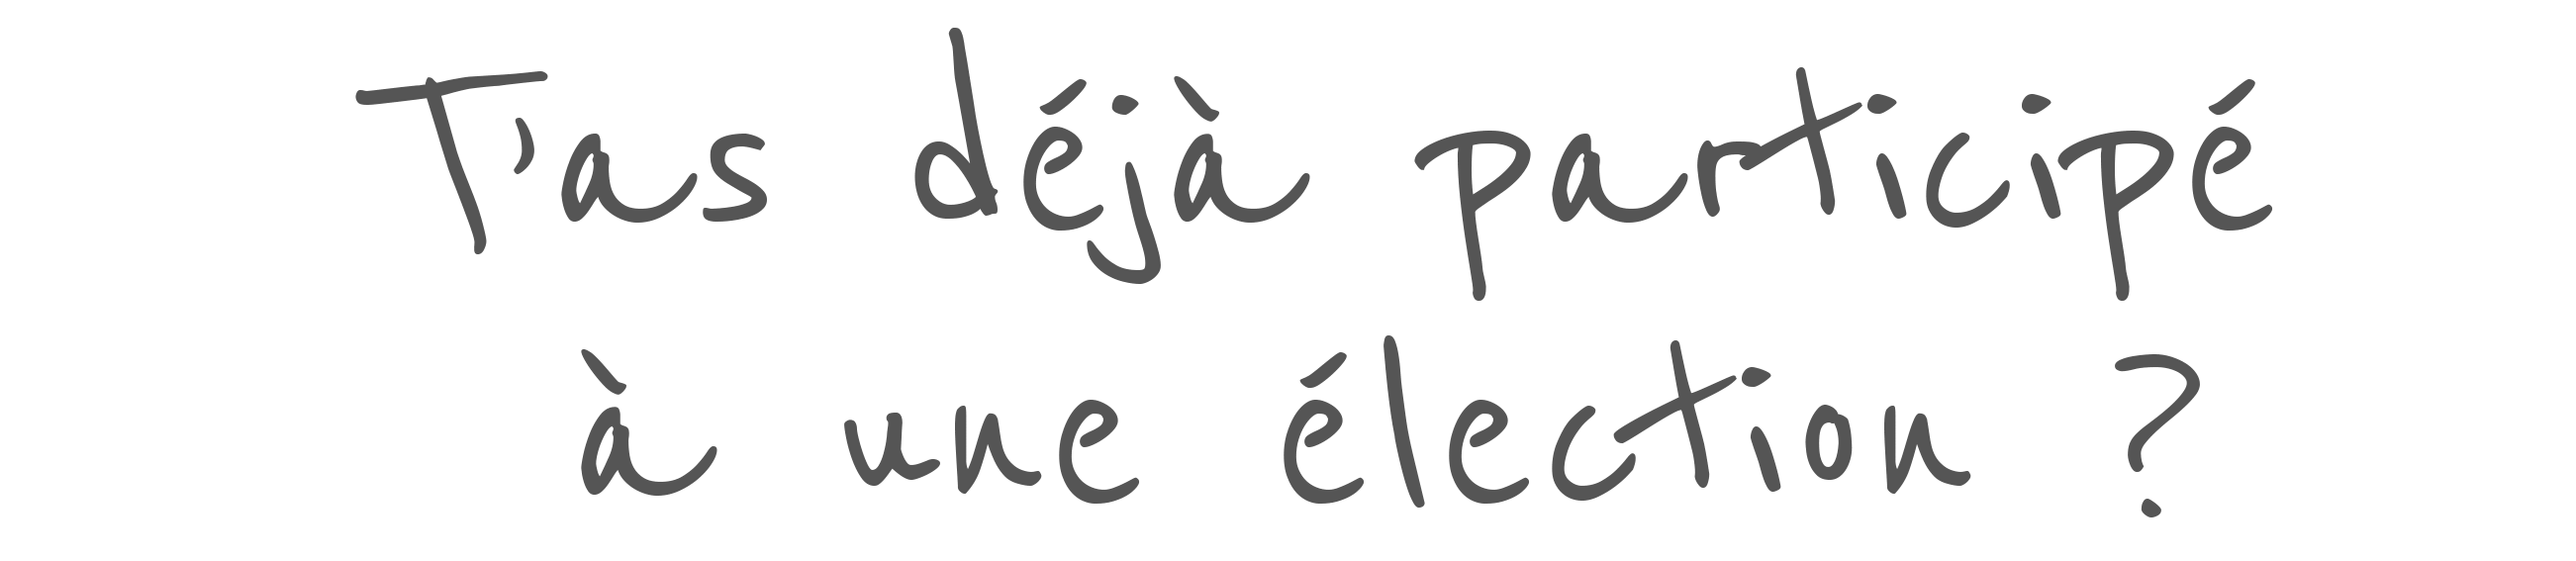 T'as déjà participé
à une élection ?